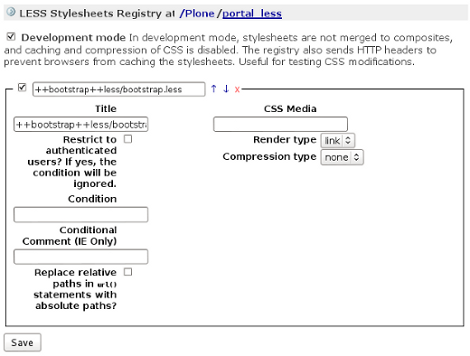 LESS Stylesheets Registry at /Plone/portal_less
Development mode In development mode, stylesheets are not merged to composites,
and caching and compression of CSS is disabled. The registry also sends HTTP headers to
prevent browsers from caching the stylesheets. Useful for testing CSS modifications.
++bootstrap++less/bootstrap.less ↑ ↓ x
Title
++bootstrap++less/bootstr
Restrict to
authenticated
users? If yes, the
condition will be
ignored.
Condition
Conditional
Comment (IE Only)
Replace relative
paths in url()
statements with
absolute paths?
CSS Media
Render type link
Compression type none
Save